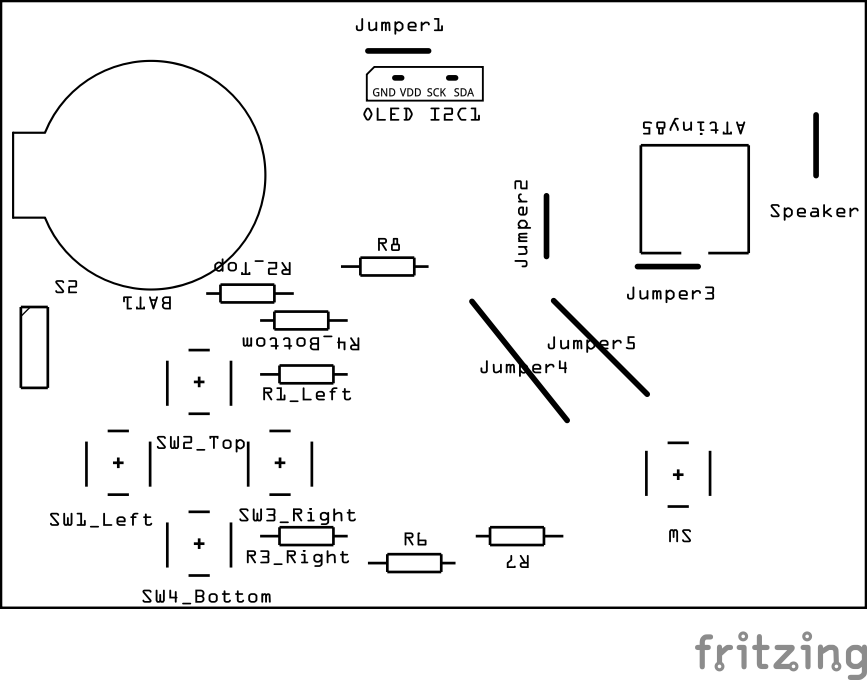 Jumper1
GND VDD SCK SDA
OLED I2C1
ATtiny85
Jumper2
Speaker
R8
R2_Top
S2
BAT1
Jumper3
R4_Bottom
Jumper5
Jumper4
R1_Left
SW2_Top
SW1_Left
SW3_Right
R3_Right
R6
R7
SW
SW4_Bottom
fritzing